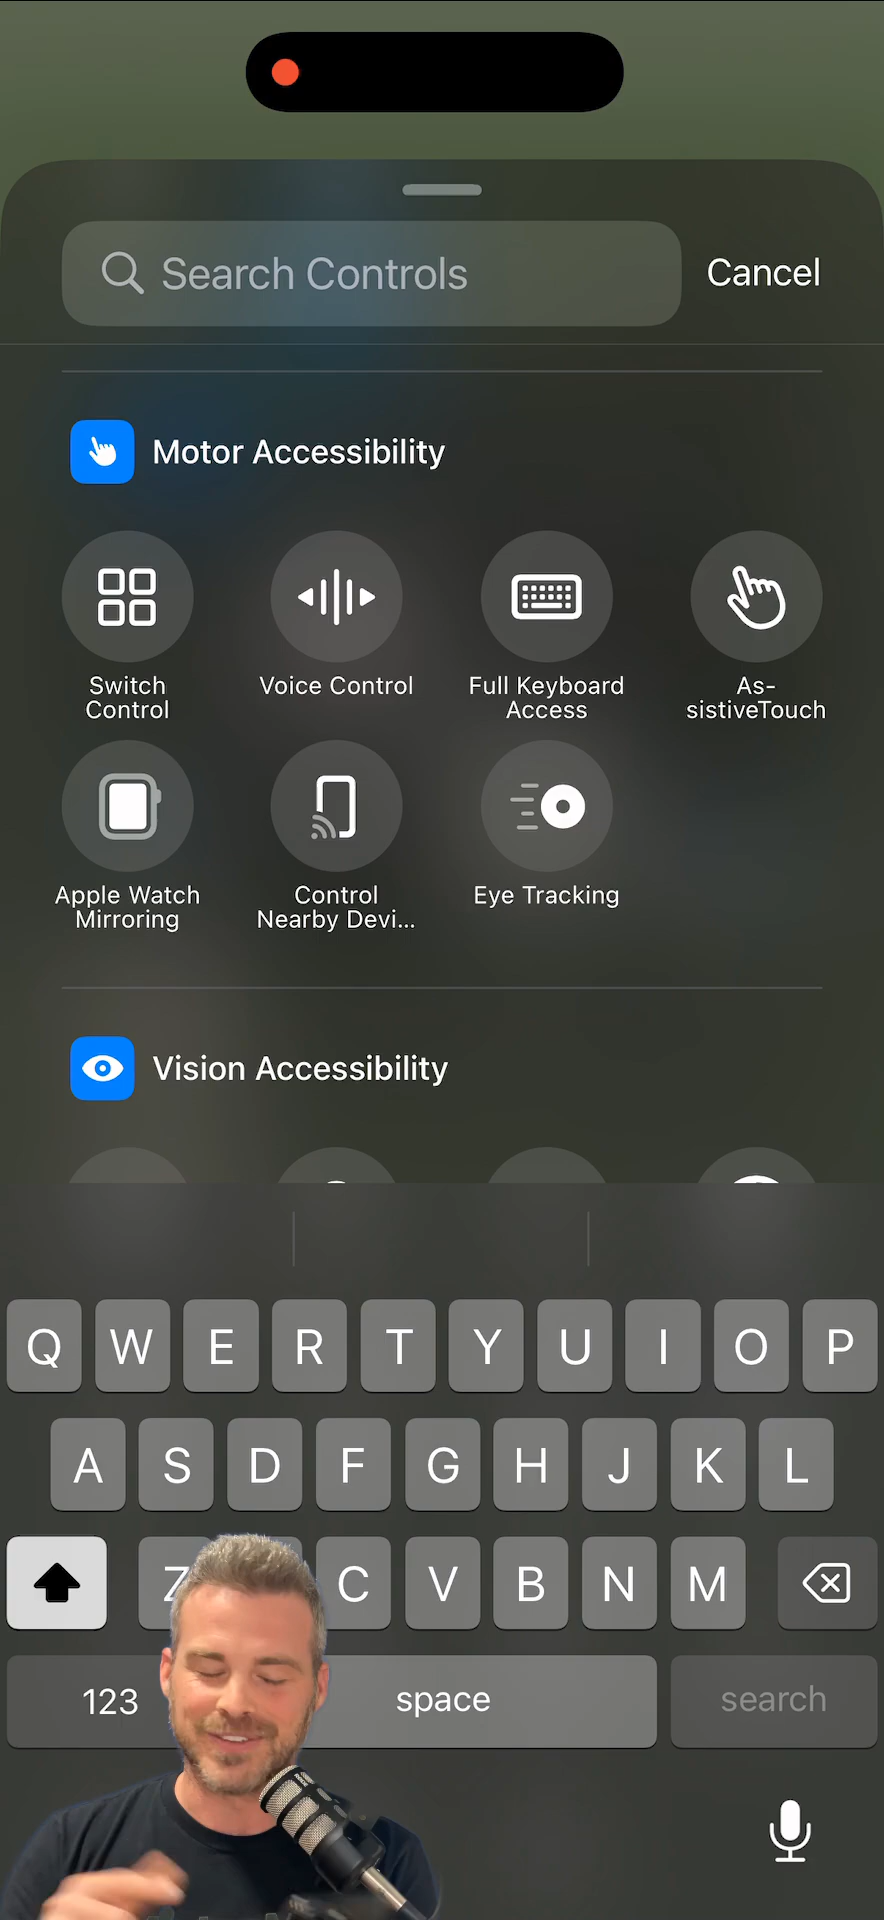 Search Controls
Cancel
Motor Accessibility
Switch
Control
Voice Control
Full Keyboard
Access
As-
sistiveTouch
Apple Watch
Mirroring
Control
Nearby Devi...
Eye Tracking
Vision Accessibility
Q W E R T Y U I O P
A S D F G H J K L
Z C V B N M
123 space search